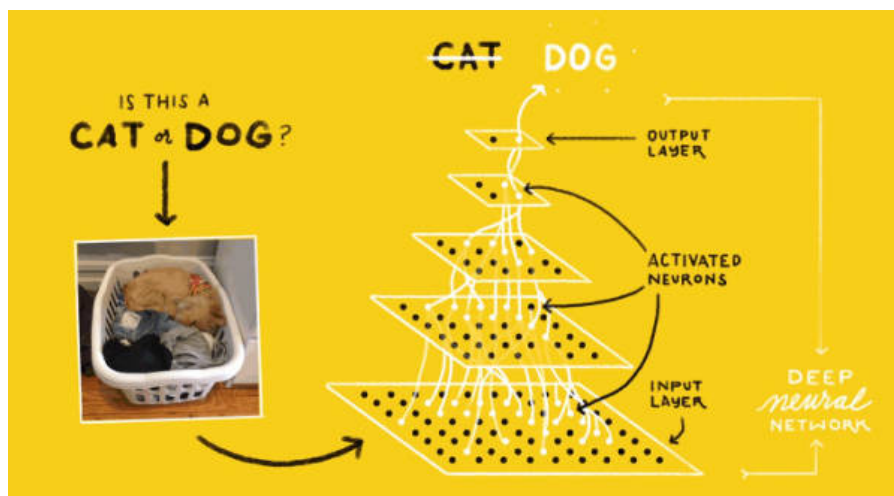 IS THIS A
CAT or DOG?
CAT DOG
OUTPUT
LAYER
ACTIVATED
NEURONS
INPUT
LAYER
DEEP
neural
NETWORK